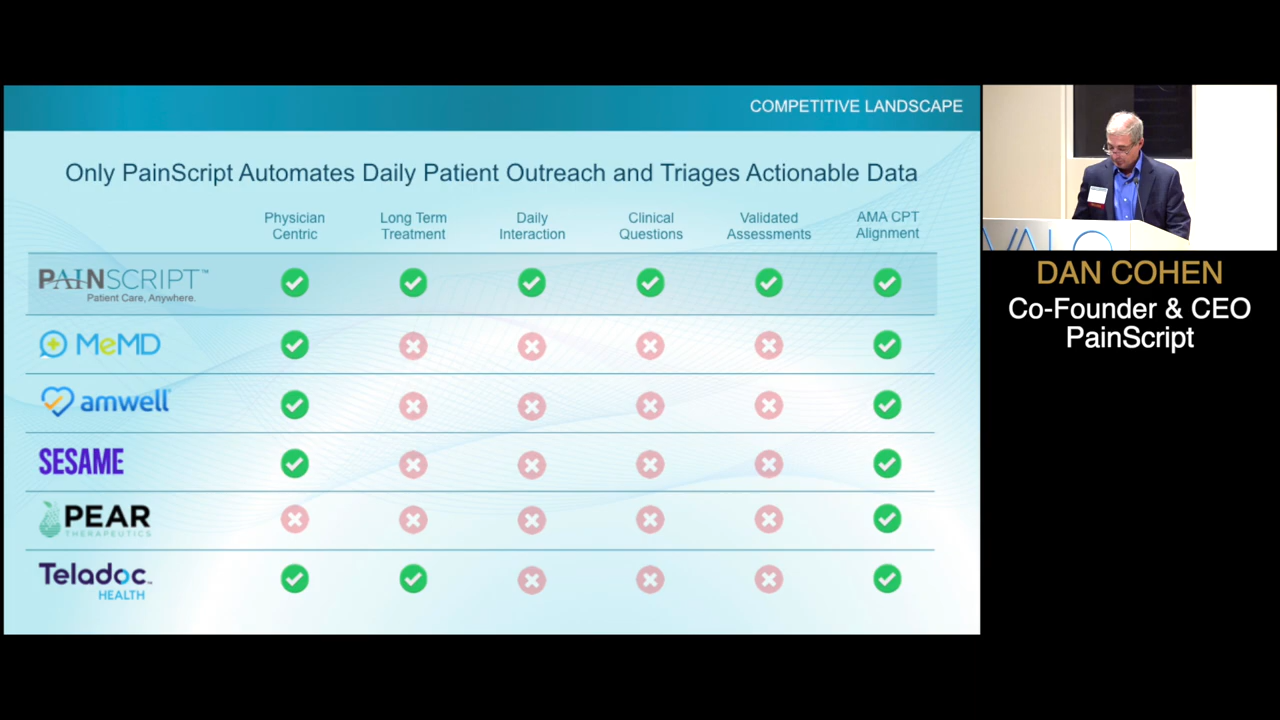 COMPETITIVE LANDSCAPE
Only PainScript Automates Daily Patient Outreach and Triages Actionable Data
Physician Centric
Long Term Treatment
Daily Interaction
Clinical Questions
Validated Assessments
AMA CPT Alignment
PAINSCRIPT™
Patient Care, Anywhere.
MeMD
amwell
SESAME
PEAR
THERAPEUTICS
Teladoc™
HEALTH
DAN COHEN
Co-Founder & CEO
PainScript